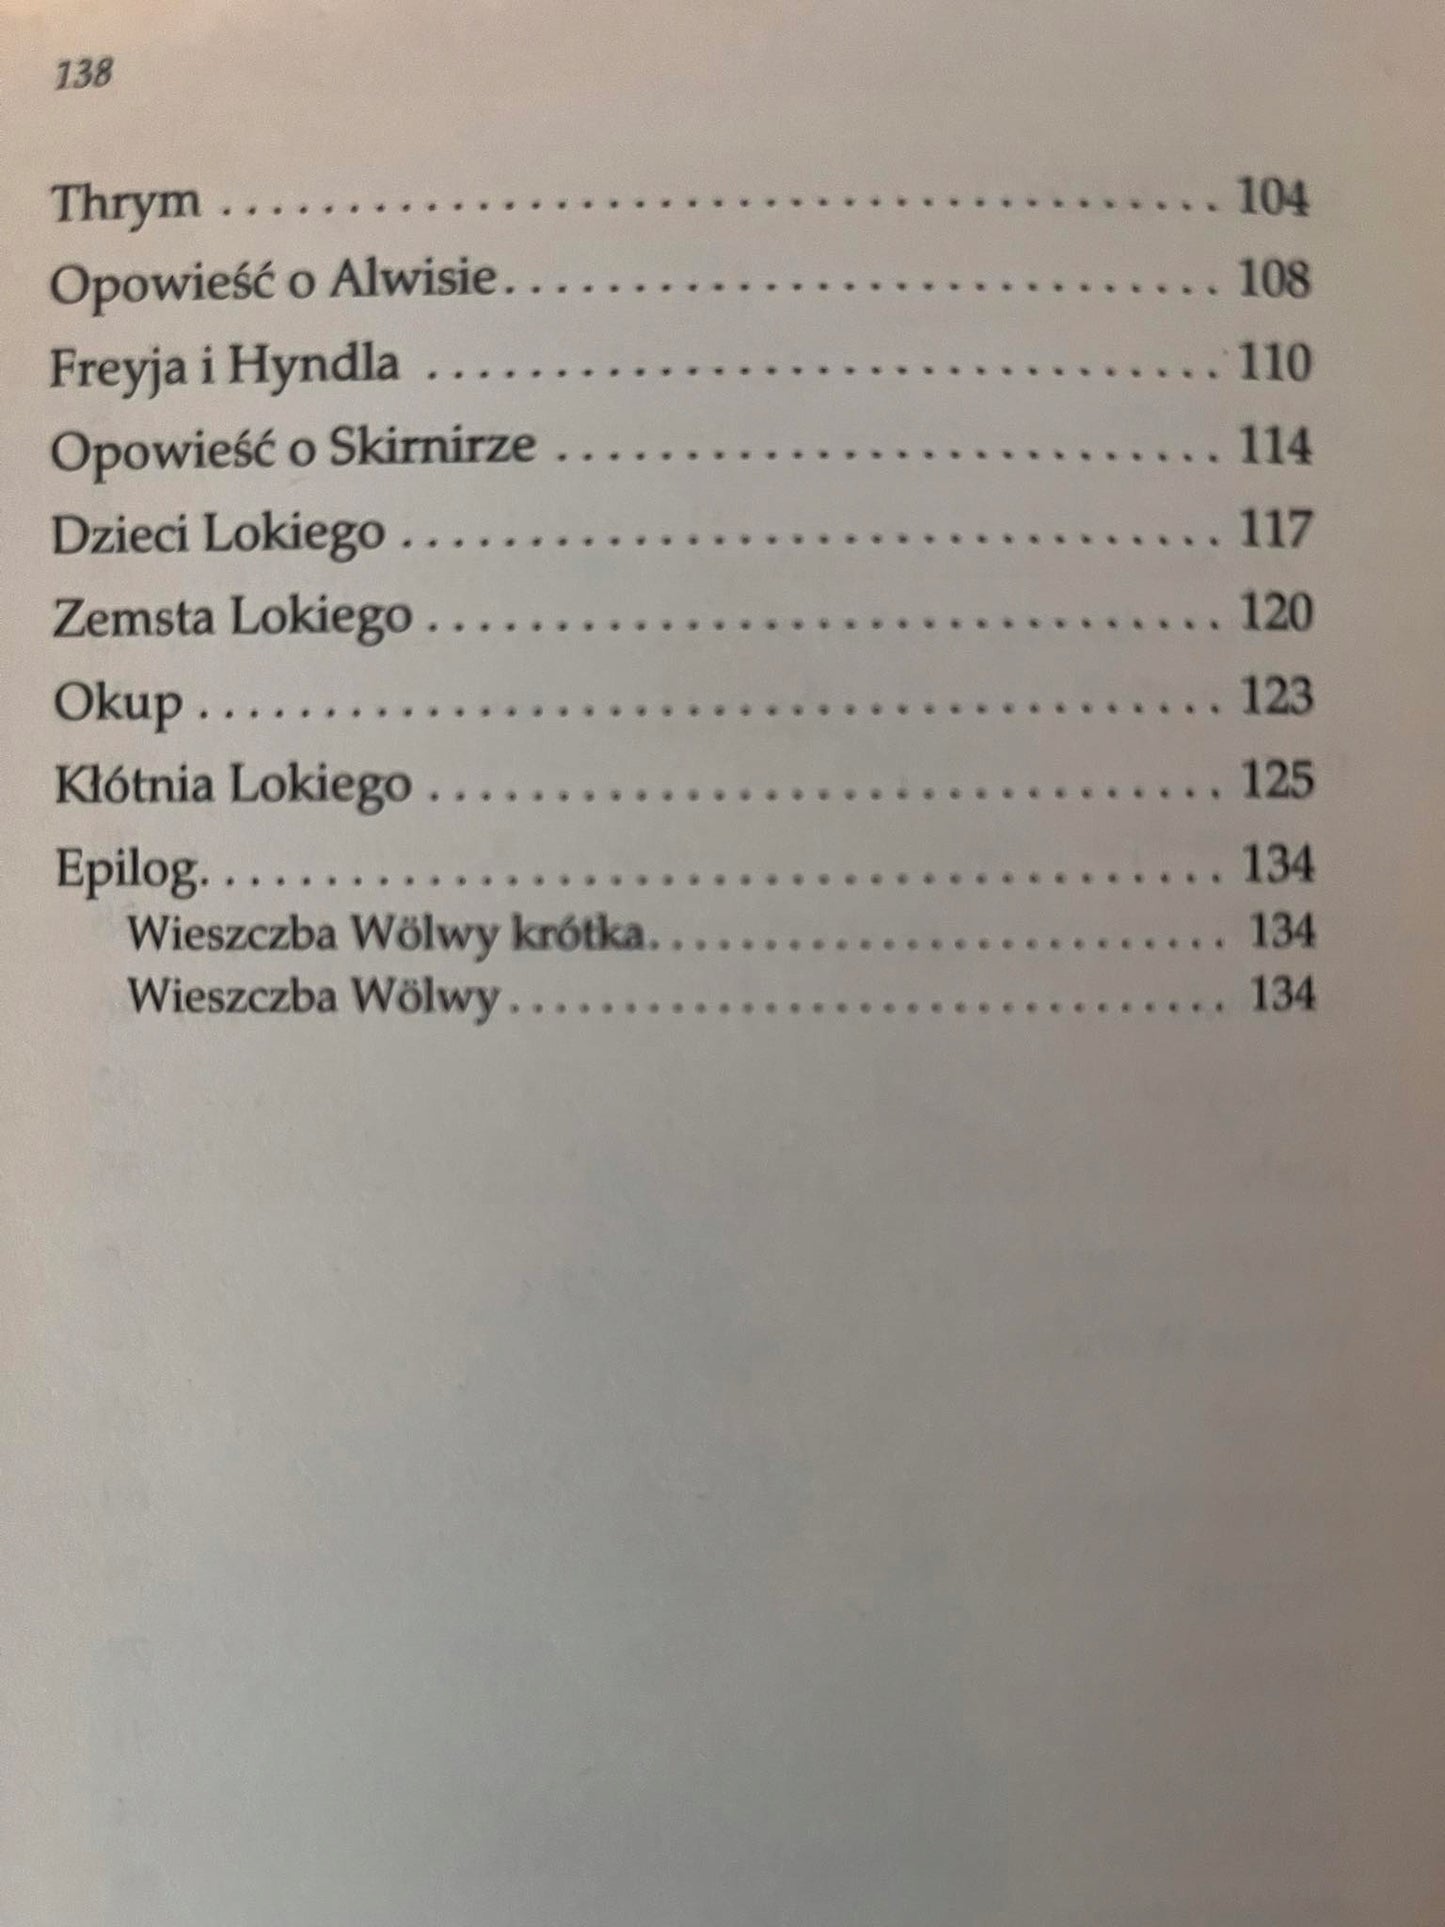 138
Thrym ........................................ 104
Opowieść o Alwisie............................ 108
Freyja i Hyndla ............................... 110
Opowieść o Skirnirze .......................... 114
Dzieci Lokiego ................................ 117
Zemsta Lokiego ............................... 120
Okup ........................................ 123
Kłótnia Lokiego ............................... 125
Epilog........................................ 134
Wieszczba Wölwy krótka......................... 134
Wieszczba Wölwy ............................... 134